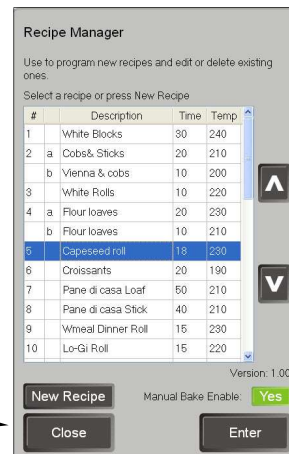 Recipe Manager
Use to program new recipes and edit or delete existing
ones.
Select a recipe or press New Recipe
# Description Time Temp
1 White Blocks 30 240
2 a Cobs& Sticks 20 210
b Vienna & cobs 10 200
3 White Rolls 10 220
4 a Flour loaves 20 230
b Flour loaves 10 210
5 Capeseed roll 18 230
6 Croissants 20 190
7 Pane di casa Loaf 50 210
8 Pane di casa Stick 40 210
9 Wmeal Dinner Roll 15 230
10 Lo-Gi Roll 15 220
Version: 1.00
New Recipe Manual Bake Enable: Yes
Close Enter